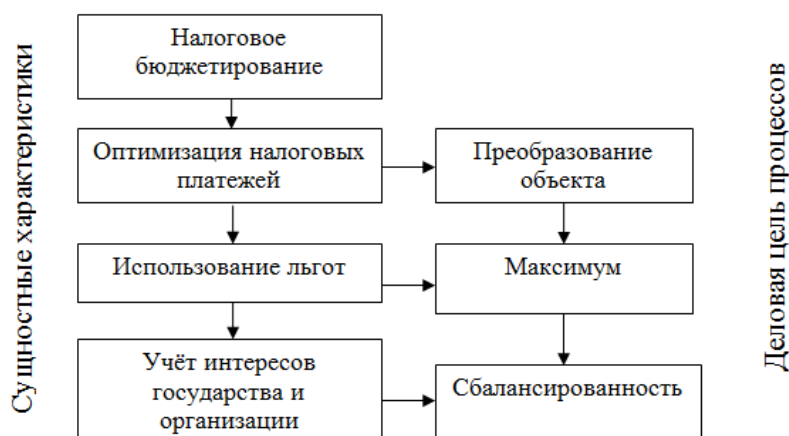 Сущностные характеристики
Налоговое
бюджетирование
Оптимизация налоговых
платежей
Преобразование
объекта
Использование льгот
Максимум
Учёт интересов
государства и
организации
Сбалансированность
Деловая цель процессов